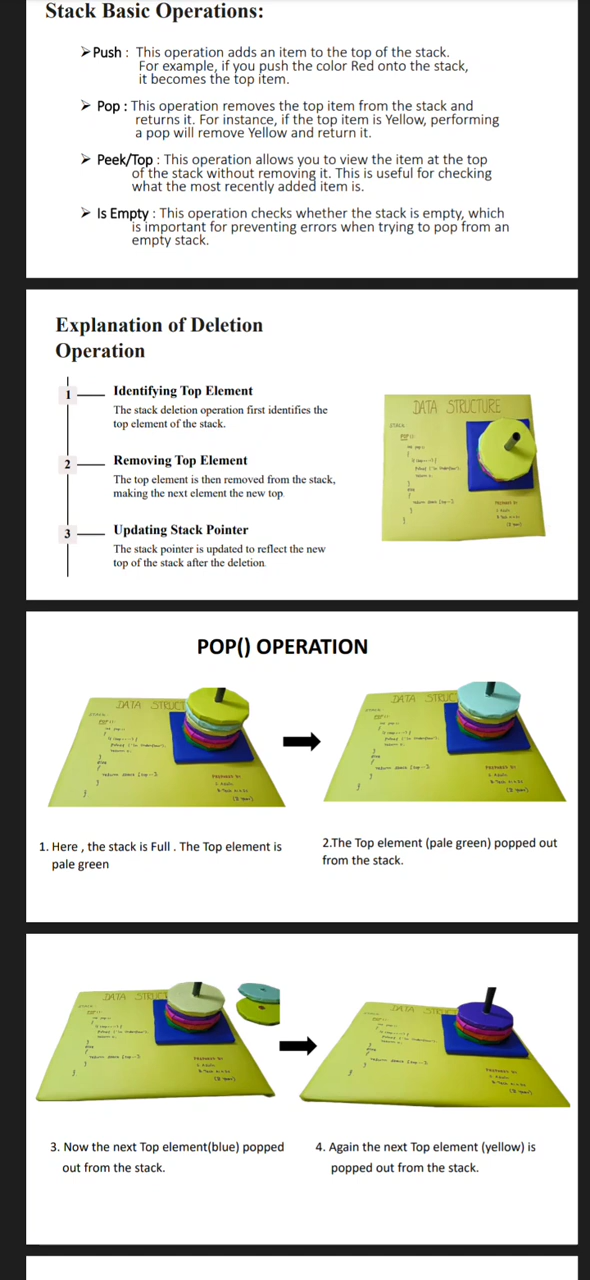 Stack Basic Operations:
➢Push : This operation adds an item to the top of the stack.
For example, if you push the color Red onto the stack,
it becomes the top item.
➢ Pop : This operation removes the top item from the stack and
returns it. For instance, if the top item is Yellow, performing
a pop will remove Yellow and return it.
➢ Peek/Top : This operation allows you to view the item at the top
of the stack without removing it. This is useful for checking
what the most recently added item is.
➢ Is Empty : This operation checks whether the stack is empty, which
is important for preventing errors when trying to pop from an
empty stack.
Explanation of Deletion
Operation
1
Identifying Top Element
The stack deletion operation first identifies the
top element of the stack.
2
Removing Top Element
The top element is then removed from the stack,
making the next element the new top
3
Updating Stack Pointer
The stack pointer is updated to reflect the new
top of the stack after the deletion
DATA STRUCTURE
STACK
POP():
POP() OPERATION
DATA STRUCT
DATA STRUC
1. Here , the stack is Full . The Top element is
pale green
2.The Top element (pale green) popped out
from the stack.
DATA STRUCT
DATA
3. Now the next Top element(blue) popped
out from the stack.
4. Again the next Top element (yellow) is
popped out from the stack.